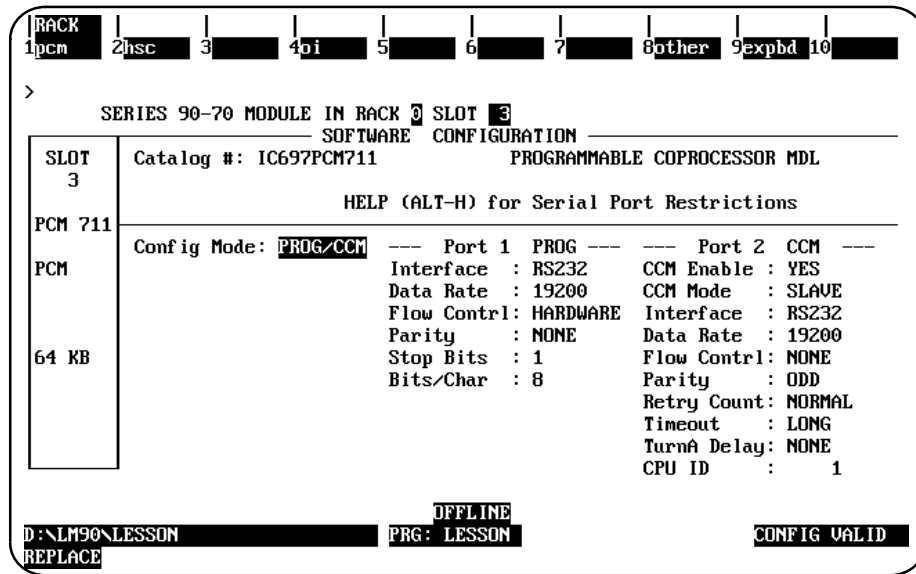 RACK
1pcm 2hsc 3 4oi 5 6 7 8other 9expbd 10
>
SERIES 90-70 MODULE IN RACK 0 SLOT 3
SOFTWARE CONFIGURATION
SLOT Catalog #: IC697PCM711 PROGRAMMABLE COPROCESSOR MDL
3
HELP (ALT-H) for Serial Port Restrictions
PCM 711
Config Mode: PROG/CCM --- Port 1 PROG --- --- Port 2 CCM ---
PCM Interface : RS232 CCM Enable : YES
Data Rate : 19200 CCM Mode : SLAVE
Flow Contrl: HARDWARE Interface : RS232
Parity : NONE Data Rate : 19200
64 KB Stop Bits : 1 Flow Contrl: NONE
Bits/Char : 8 Parity : ODD
Retry Count: NORMAL
Timeout : LONG
TurnA Delay: NONE
CPU ID : 1
OFFLINE
D:\LM90\LESSON PRG: LESSON CONFIG VALID
REPLACE